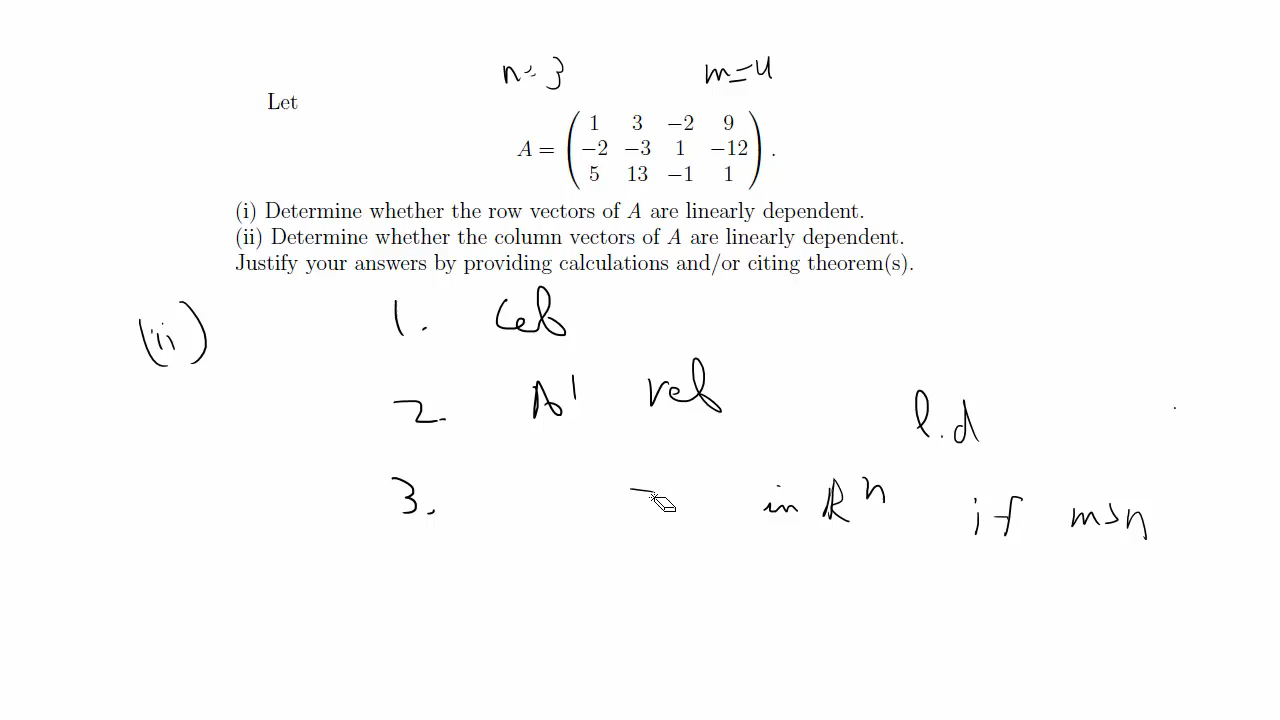 n = 3 m = 4
Let
A = ( 1 3 −2 9
−2 −3 1 −12
5 13 −1 1 ) .
(i) Determine whether the row vectors of A are linearly dependent.
(ii) Determine whether the column vectors of A are linearly dependent.
Justify your answers by providing calculations and/or citing theorem(s).
(ii) 1.
2. A' ref
l.d
3. in ℝⁿ if m>n